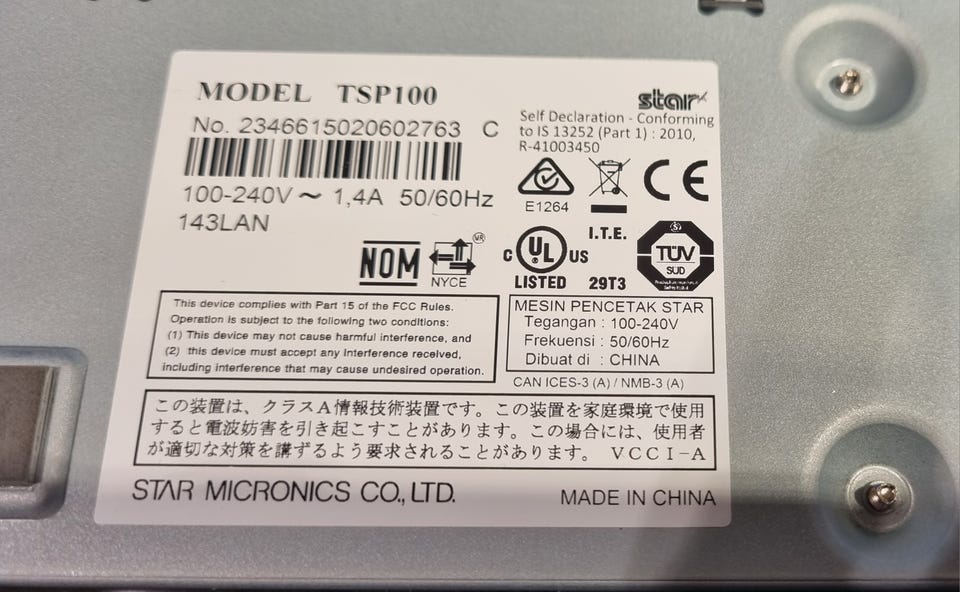 MODEL TSP100
No. 2346615020602763 C
100-240V ~ 1,4A 50/60Hz
143LAN
star
Self Declaration - Conforming
to IS 13252 (Part 1) : 2010,
R-41003450
E1264
CE
NOM
NYCE
C UL US
LISTED
I.T.E.
29T3
TÜV
SUD
This device complies with Part 15 of the FCC Rules.
Operation is subject to the following two conditions:
(1) This device may not cause harmful interference, and
(2) this device must accept any interference received,
including interference that may cause undesired operation.
MESIN PENCETAK STAR
Tegangan : 100-240V
Frekuensi : 50/60Hz
Dibuat di : CHINA
CAN ICES-3 (A) / NMB-3 (A)
この装置は、クラスA情報技術装置です。この装置を家庭環境で使用
すると電波妨害を引き起こすことがあります。この場合には、使用者
が適切な対策を講ずるよう要求されることがあります。 VCCI-A
STAR MICRONICS CO., LTD.
MADE IN CHINA